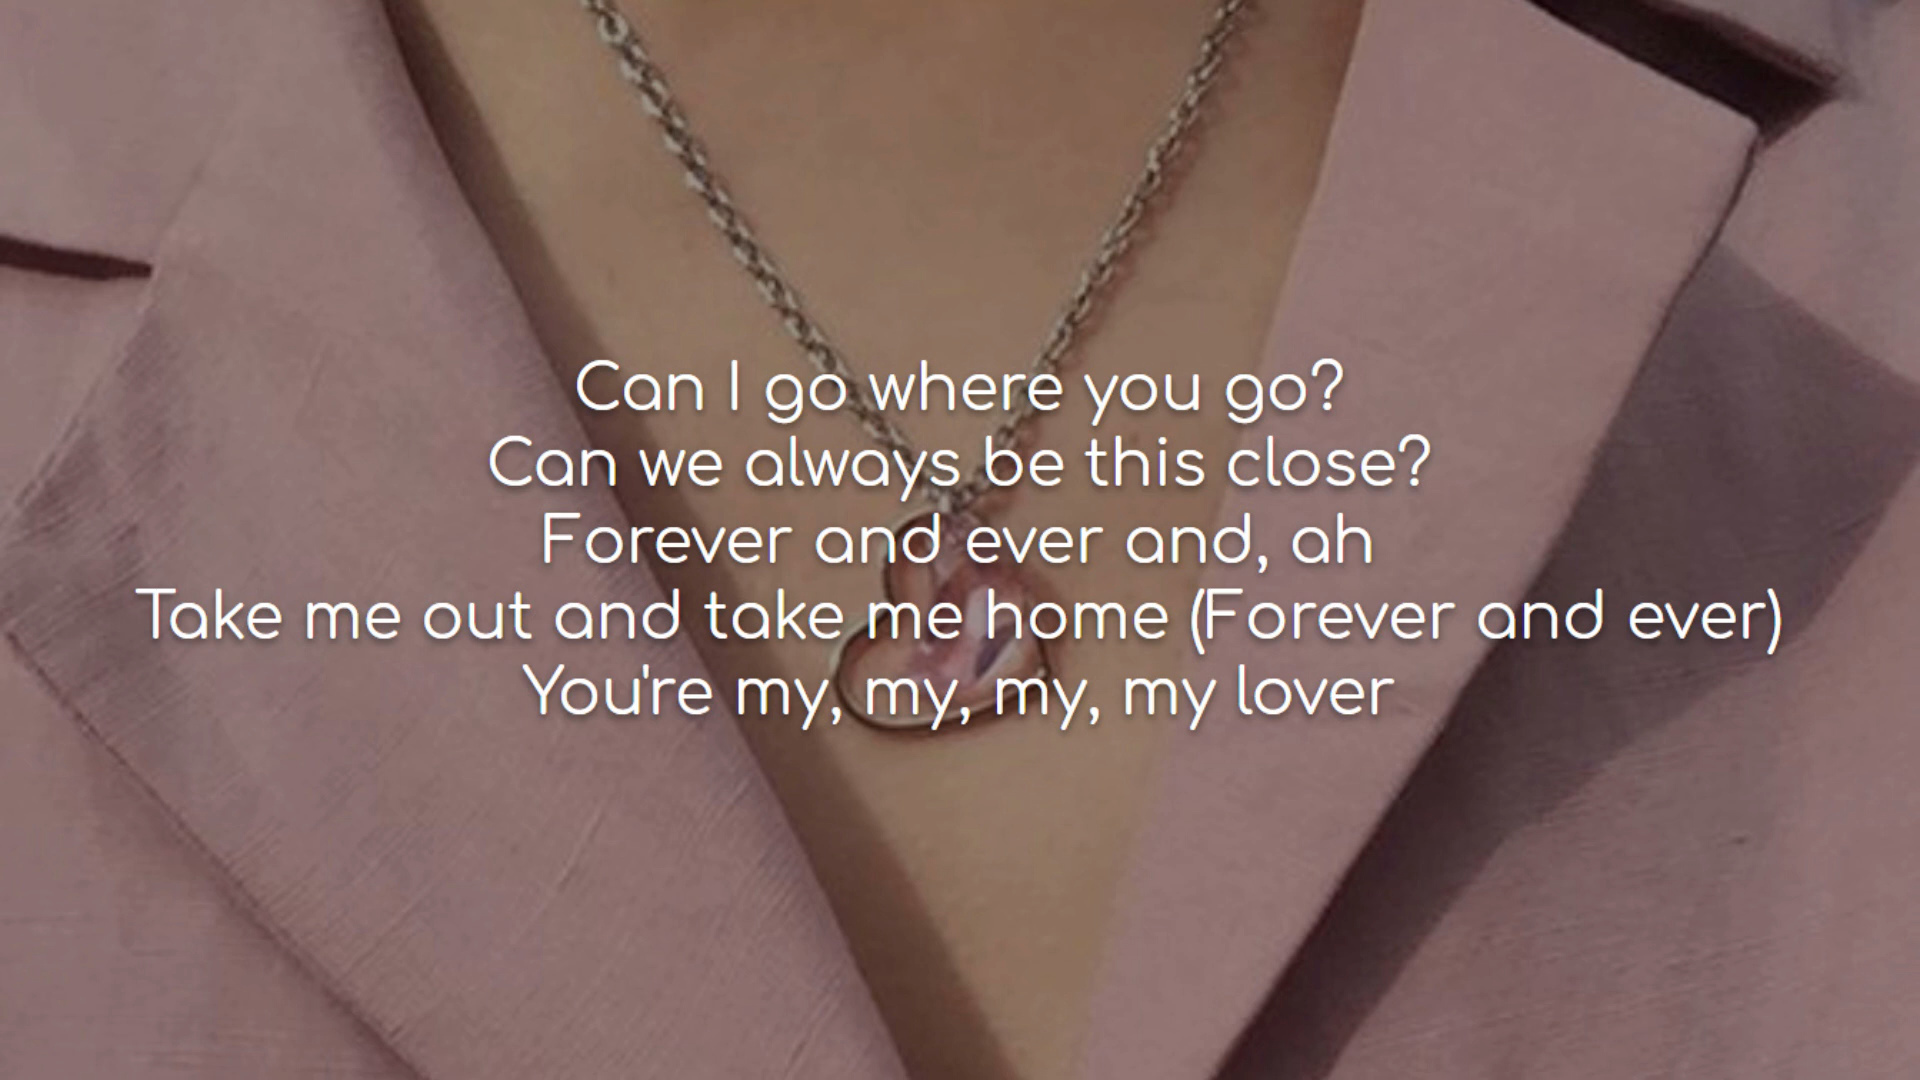 Can I go where you go?
Can we always be this close?
Forever and ever and, ah
Take me out and take me home (Forever and ever)
You're my, my, my, my lover